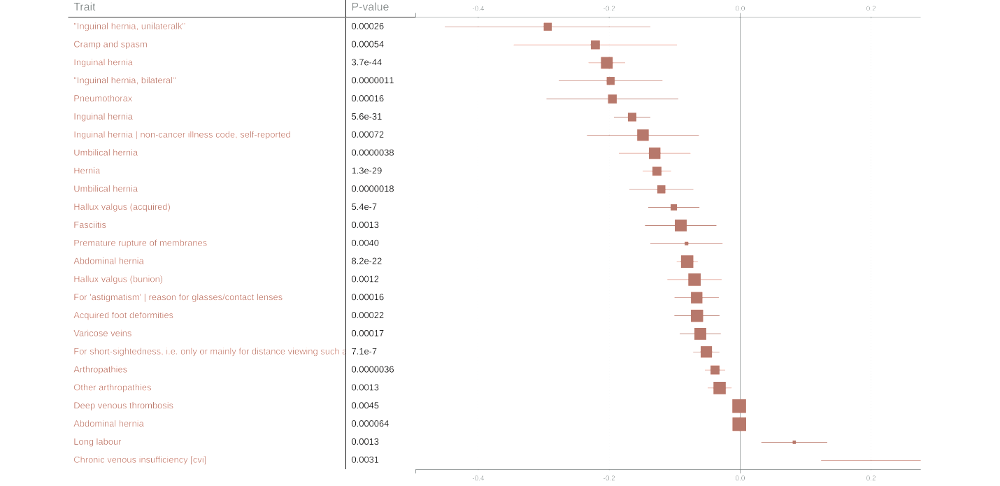 Trait P-value -0.4 -0.2 0.0 0.2
"Inguinal hernia, unilateralk" 0.00026
Cramp and spasm 0.00054
Inguinal hernia 3.7e-44
"Inguinal hernia, bilateral" 0.0000011
Pneumothorax 0.00016
Inguinal hernia 5.6e-31
Inguinal hernia | non-cancer illness code, self-reported 0.00072
Umbilical hernia 0.0000038
Hernia 1.3e-29
Umbilical hernia 0.0000018
Hallux valgus (acquired) 5.4e-7
Fasciitis 0.0013
Premature rupture of membranes 0.0040
Abdominal hernia 8.2e-22
Hallux valgus (bunion) 0.0012
For 'astigmatism' | reason for glasses/contact lenses 0.00016
Acquired foot deformities 0.00022
Varicose veins 0.00017
For short-sightedness, i.e. only or mainly for distance viewing such a 7.1e-7
Arthropathies 0.0000036
Other arthropathies 0.0013
Deep venous thrombosis 0.0045
Abdominal hernia 0.000064
Long labour 0.0013
Chronic venous insufficiency [cvi] 0.0031
-0.4 -0.2 0.0 0.2